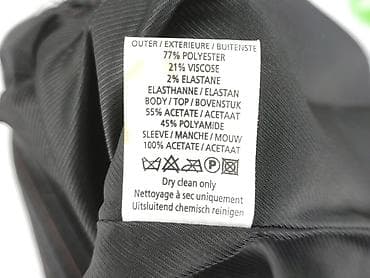 OUTER / EXTERIEURE / BUITENSTE
77% POLYESTER
21% VISCOSE
2% ELASTANE
ELASTHANNE / ELASTAN
BODY / TOP / BOVENSTUK
55% ACETATE / ACETAAT
45% POLYAMIDE
SLEEVE / MANCHE / MOUW
100% ACETATE / ACETAAT
P
Dry clean only
Nettoyage à sec uniquement
Uitsluitend chemisch reinigen